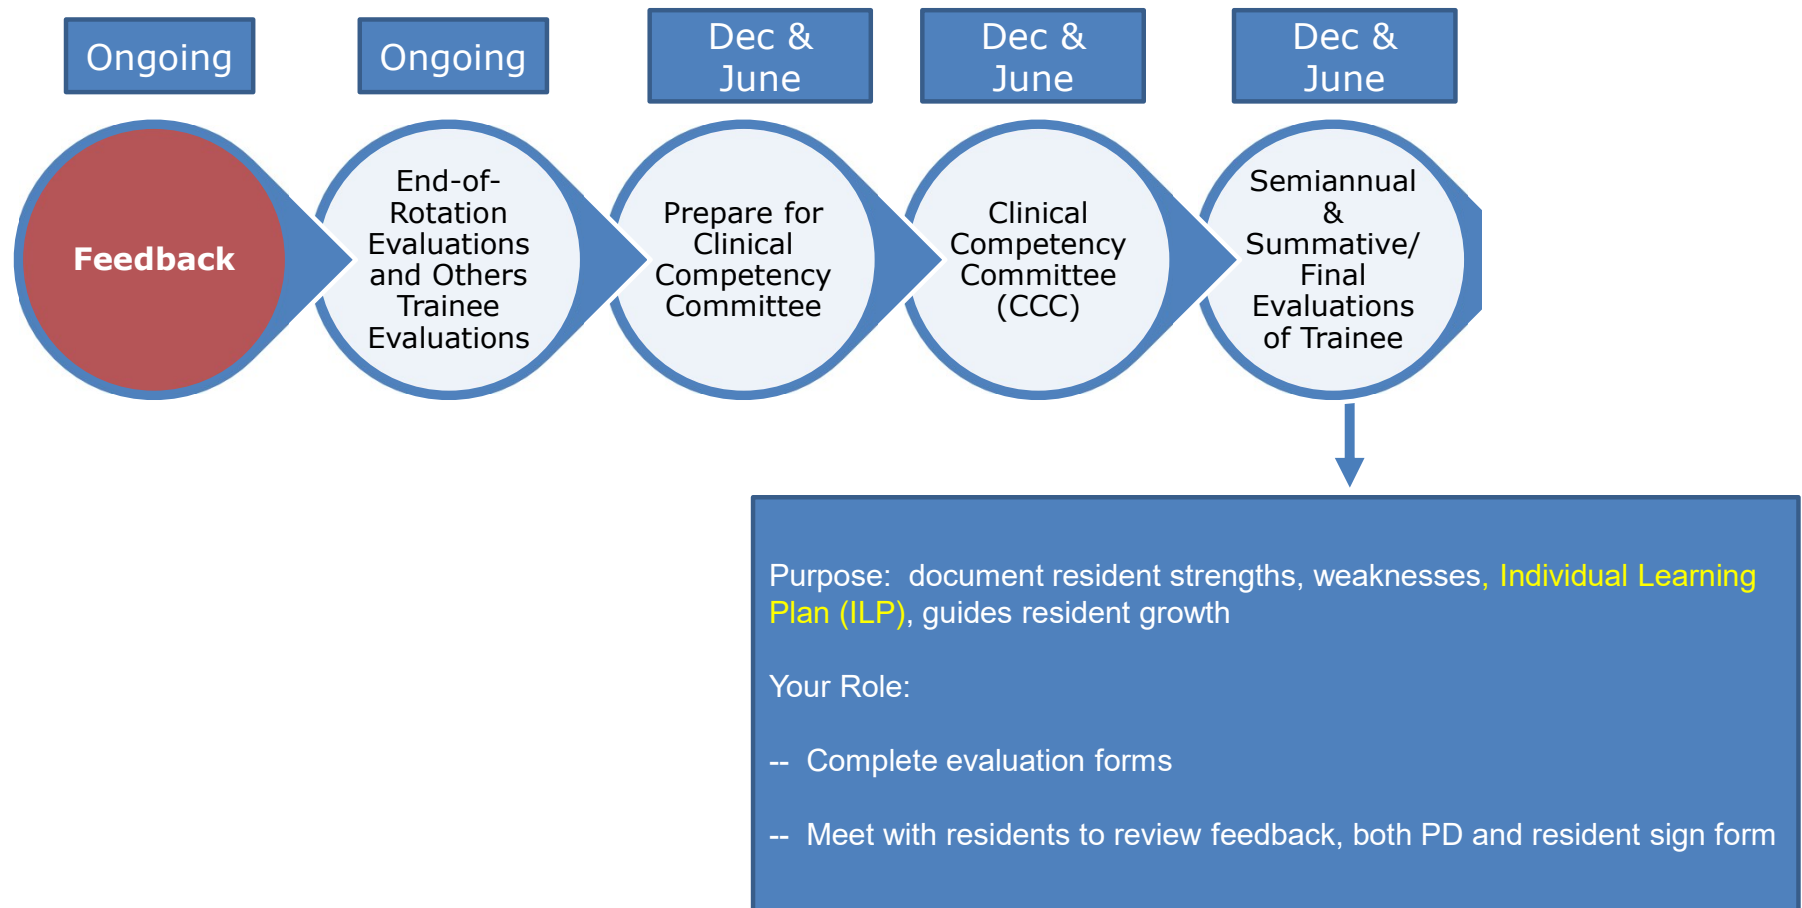 Ongoing
Ongoing
Dec &
June
Dec &
June
Dec &
June
Feedback
End-of-
Rotation
Evaluations
and Others
Trainee
Evaluations
Prepare for
Clinical
Competency
Committee
Clinical
Competency
Committee
(CCC)
Semiannual
&
Summative/
Final
Evaluations
of Trainee
Purpose:  document resident strengths, weaknesses, Individual Learning
Plan (ILP), guides resident growth
Your Role:
--  Complete evaluation forms
--  Meet with residents to review feedback, both PD and resident sign form